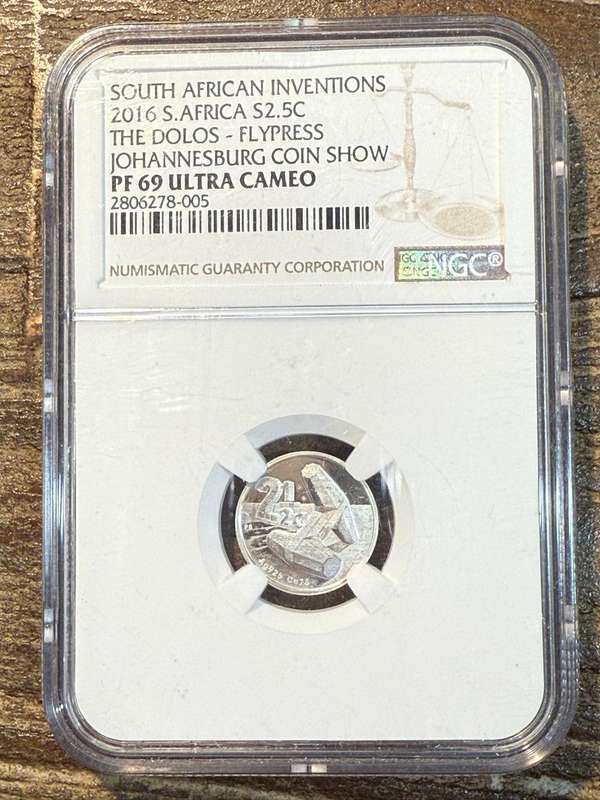 SOUTH AFRICAN INVENTIONS
2016 S.AFRICA S2.5C
THE DOLOS - FLYPRESS
JOHANNESBURG COIN SHOW
PF 69 ULTRA CAMEO
2806278-005
NUMISMATIC GUARANTY CORPORATION
NGC®